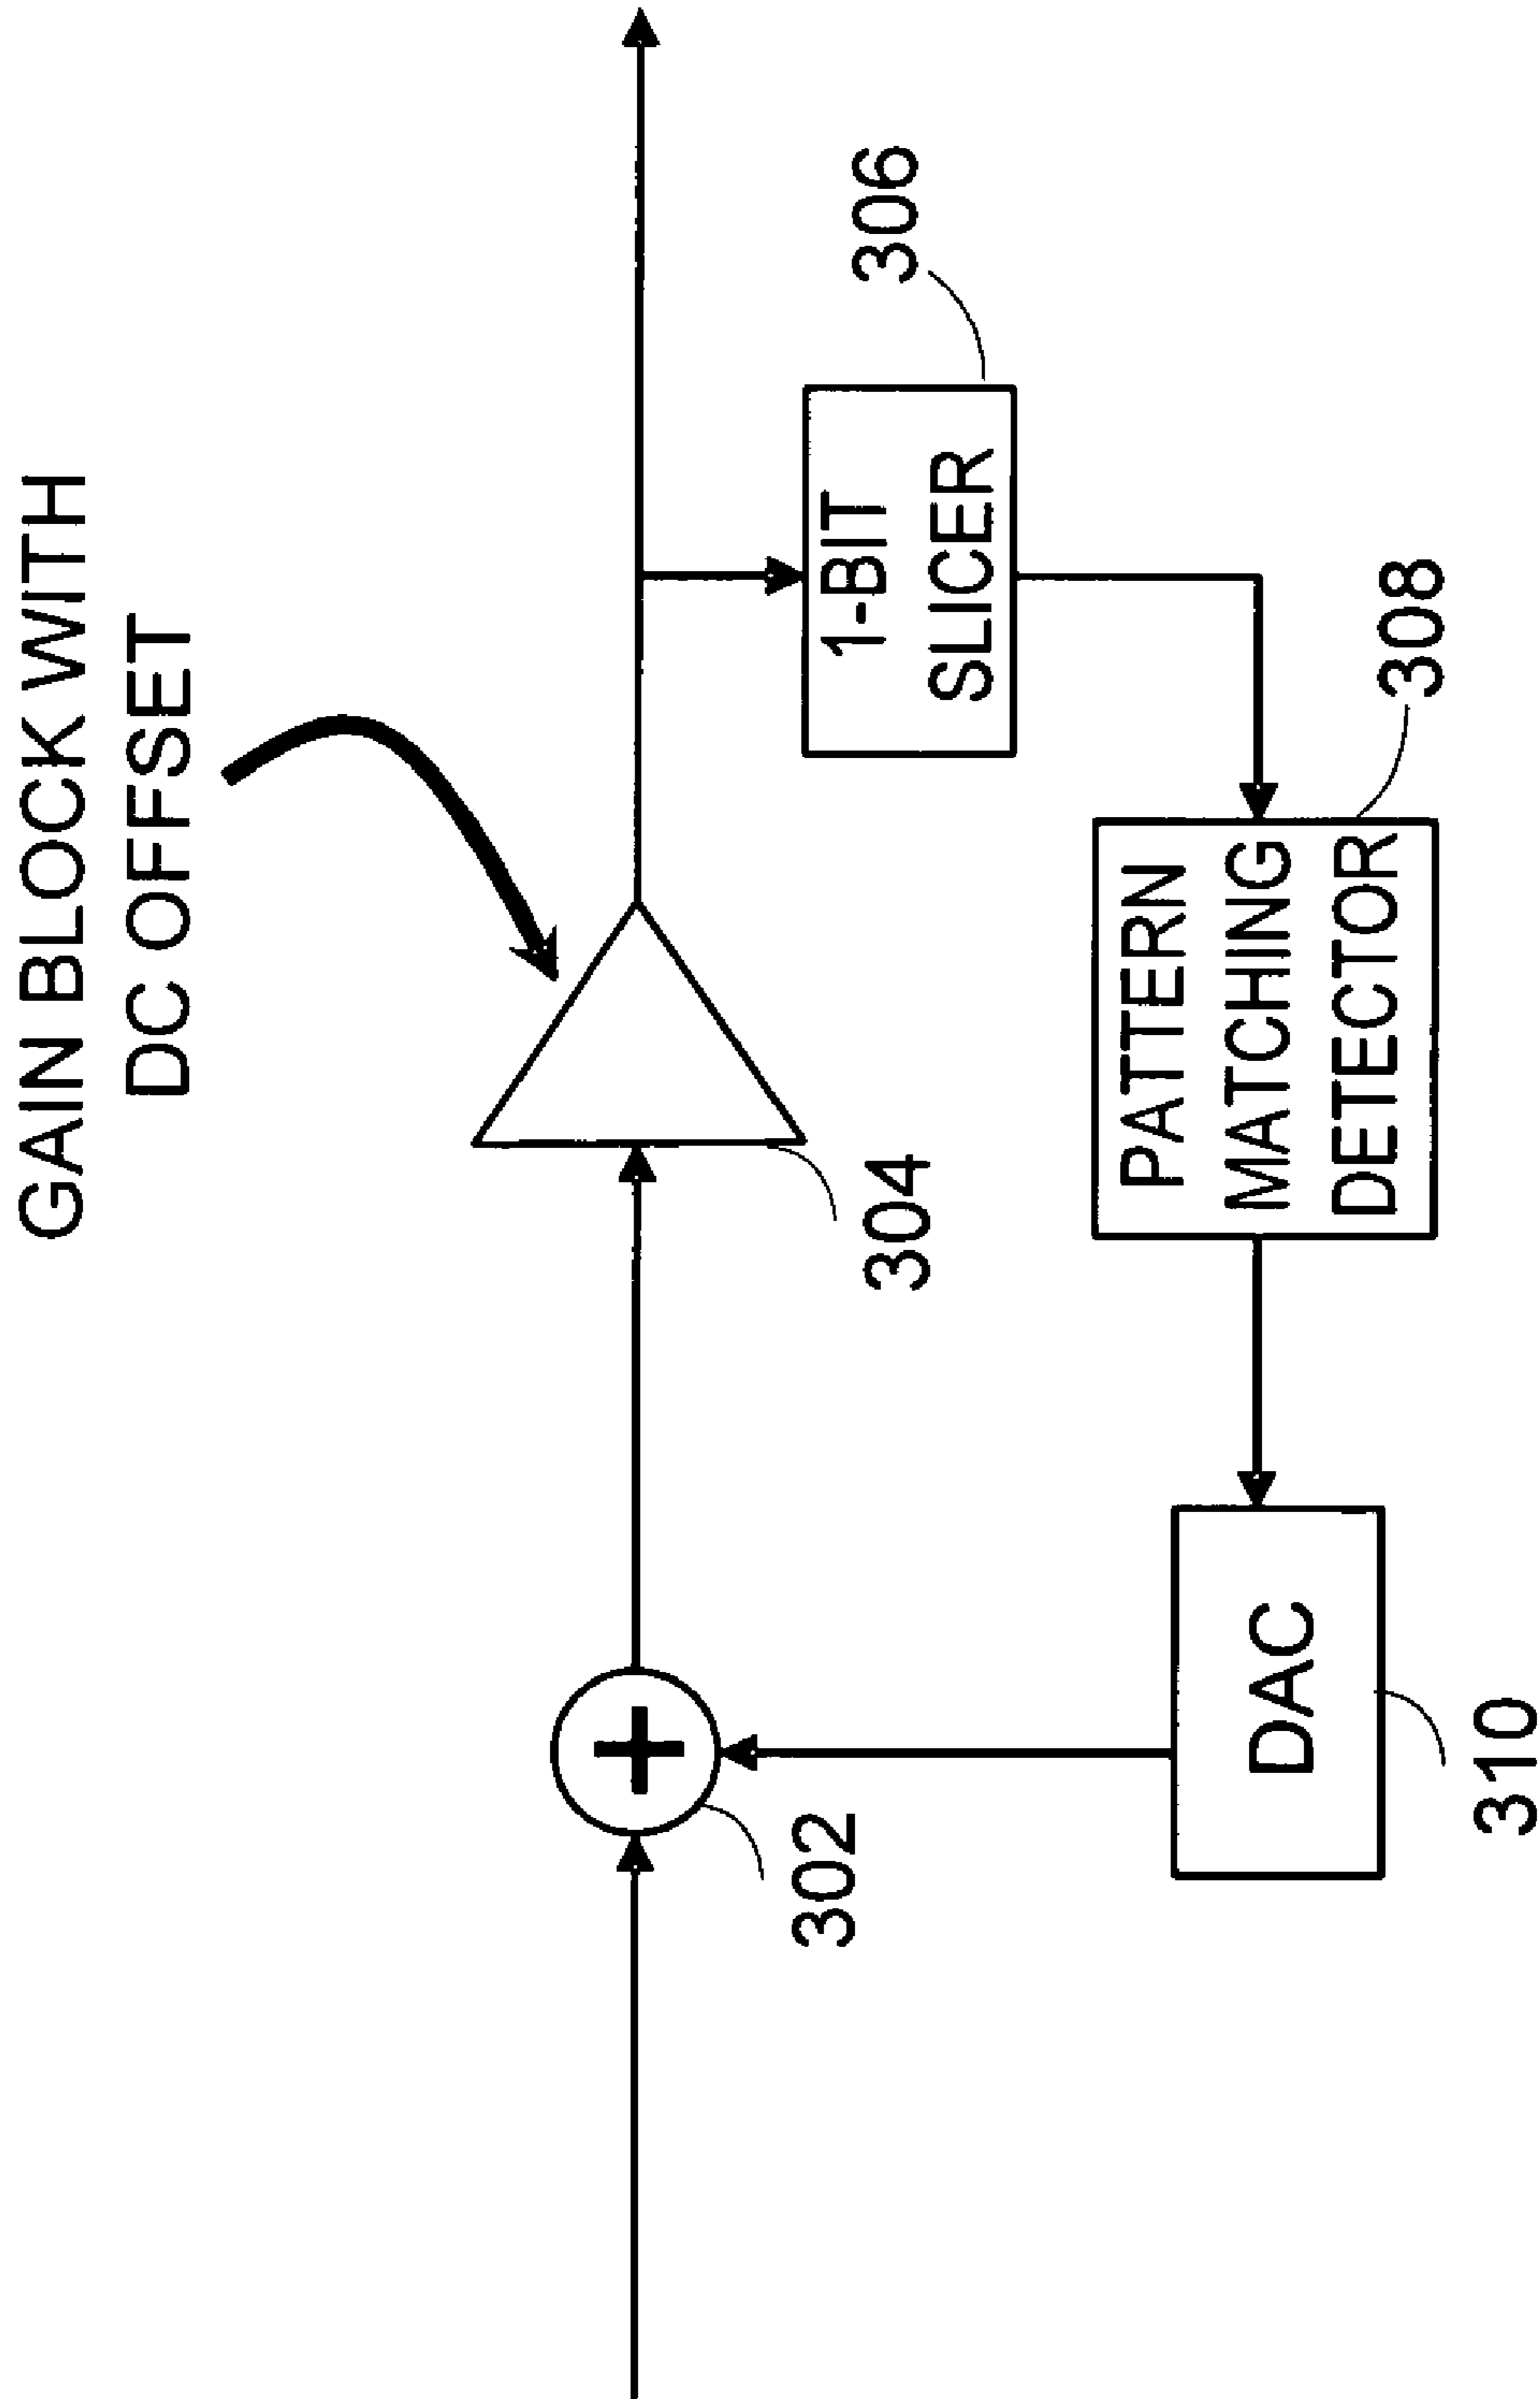 GAIN BLOCK WITH
DC OFFSET
302
304
306
1-BIT
SLICER
308
PATTERN
MATCHING
DETECTOR
DAC
310